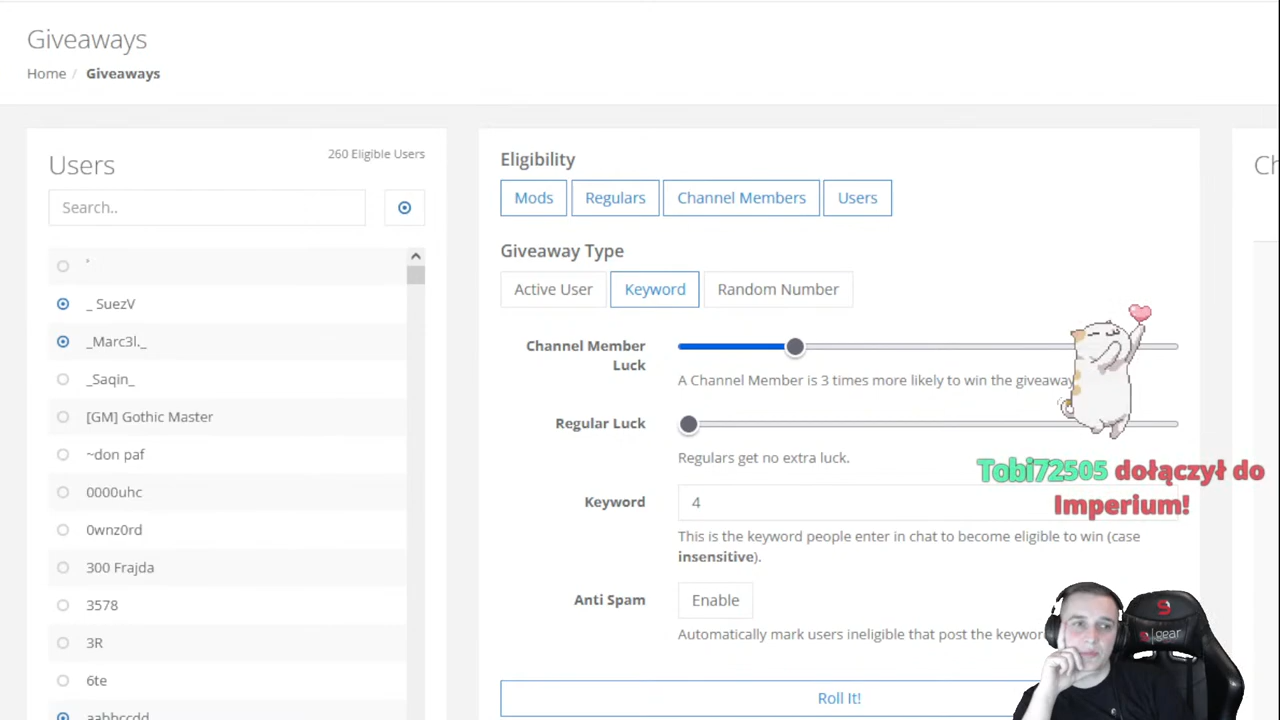 Giveaways
Home / Giveaways
Users
260 Eligible Users
Search..
_ SuezV
_Marc3l._
_Saqin_
[GM] Gothic Master
~don paf
0000uhc
0wnz0rd
300 Frajda
3578
3R
6te
aabbccdd
Eligibility
Mods Regulars Channel Members Users
Giveaway Type
Active User Keyword Random Number
Channel Member
Luck
A Channel Member is 3 times more likely to win the giveaway
Regular Luck
Regulars get no extra luck.
Keyword
4
This is the keyword people enter in chat to become eligible to win (case
insensitive).
Anti Spam
Enable
Automatically mark users ineligible that post the keywor
Roll It!
Ch
Tobi72505 dołączył do
Imperium!
gear